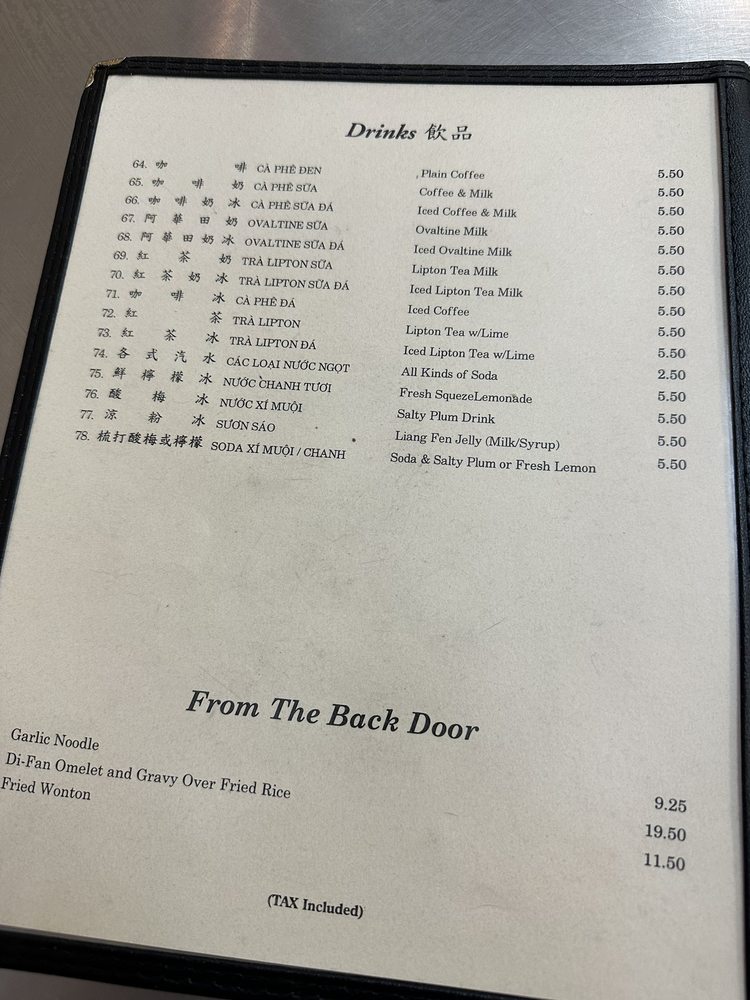 Drinks 飲品
64. 咖啡 CÀ PHÊ ĐEN Plain Coffee 5.50
65. 咖啡奶 CÀ PHÊ SỮA Coffee & Milk 5.50
66. 咖啡奶冰 CÀ PHÊ SỮA ĐÁ Iced Coffee & Milk 5.50
67. 阿華田奶 OVALTINE SỮA Ovaltine Milk 5.50
68. 阿華田奶冰 OVALTINE SỮA ĐÁ Iced Ovaltine Milk 5.50
69. 紅茶奶 TRÀ LIPTON SỮA Lipton Tea Milk 5.50
70. 紅茶奶冰 TRÀ LIPTON SỮA ĐÁ Iced Lipton Tea Milk 5.50
71. 咖啡冰 CÀ PHÊ ĐÁ Iced Coffee 5.50
72. 紅茶 TRÀ LIPTON Lipton Tea w/Lime 5.50
73. 紅茶冰 TRÀ LIPTON ĐÁ Iced Lipton Tea w/Lime 5.50
74. 各式汽水 CÁC LOẠI NƯỚC NGỌT All Kinds of Soda 2.50
75. 鮮檸檬冰 NƯỚC CHANH TƯƠI Fresh SquezeLemonade 5.50
76. 酸梅冰 NƯỚC XÍ MUỘI Salty Plum Drink 5.50
77. 涼粉冰 SƯƠN SÁO Liang Fen Jelly (Milk/Syrup) 5.50
78. 梳打酸梅或檸檬 SODA XÍ MUỘI / CHANH Soda & Salty Plum or Fresh Lemon 5.50
From The Back Door
Garlic Noodle 9.25
Di-Fan Omelet and Gravy Over Fried Rice 19.50
Fried Wonton 11.50
(TAX Included)